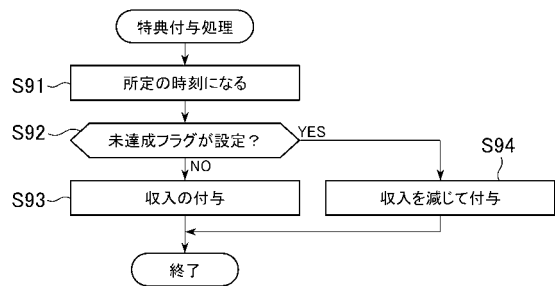 特典付与処理
S91
所定の時刻になる
S92
未達成フラグが設定？
YES
NO
S94
S93
収入の付与
収入を減じて付与
終了